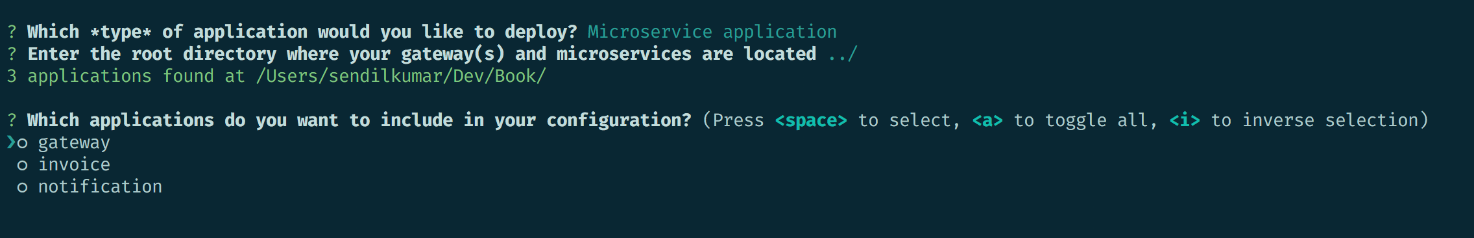 ? Which *type* of application would you like to deploy? Microservice application
? Enter the root directory where your gateway(s) and microservices are located ../
3 applications found at /Users/sendilkumar/Dev/Book/
? Which applications do you want to include in your configuration? (Press <space> to select, <a> to toggle all, <i> to inverse selection)
❯○ gateway
○ invoice
○ notification